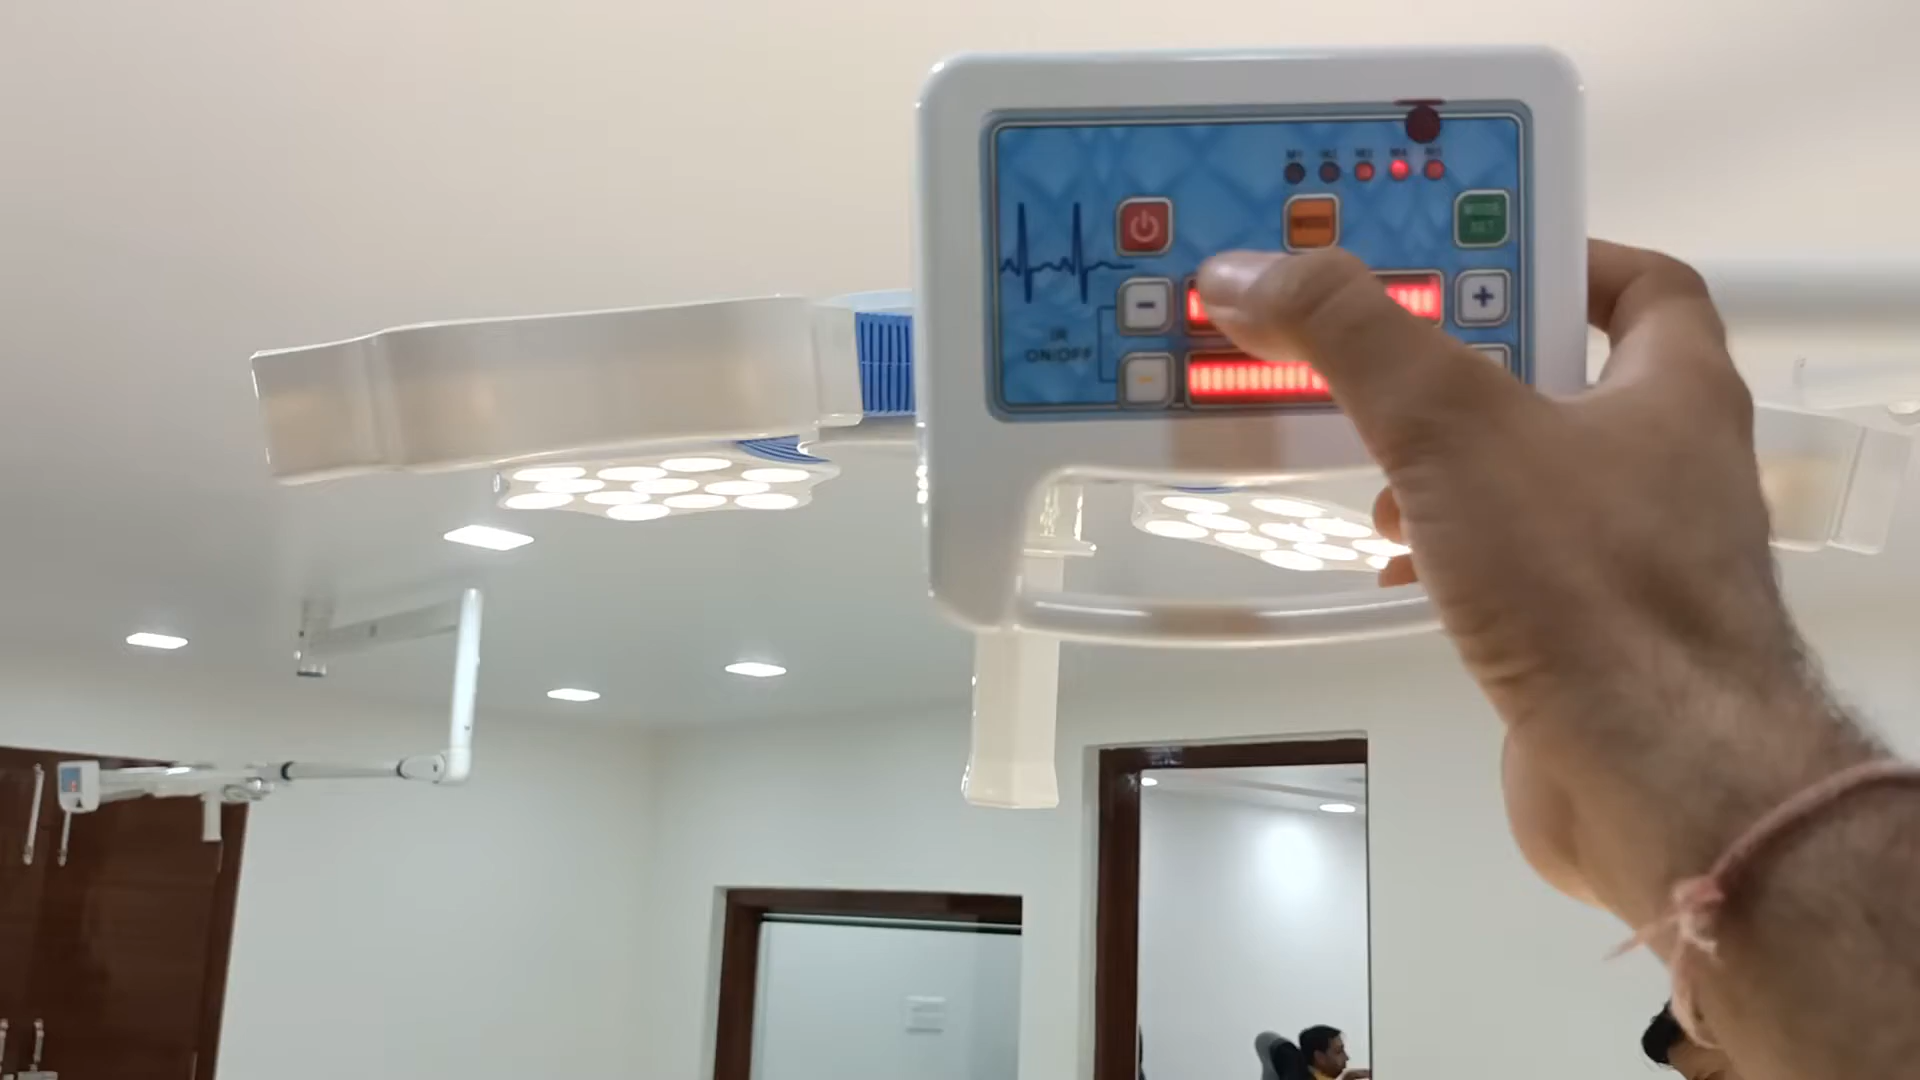 M1 M2 M3 M4 M5
MODE
MODE
SET
- +
IR
ON/OFF
-